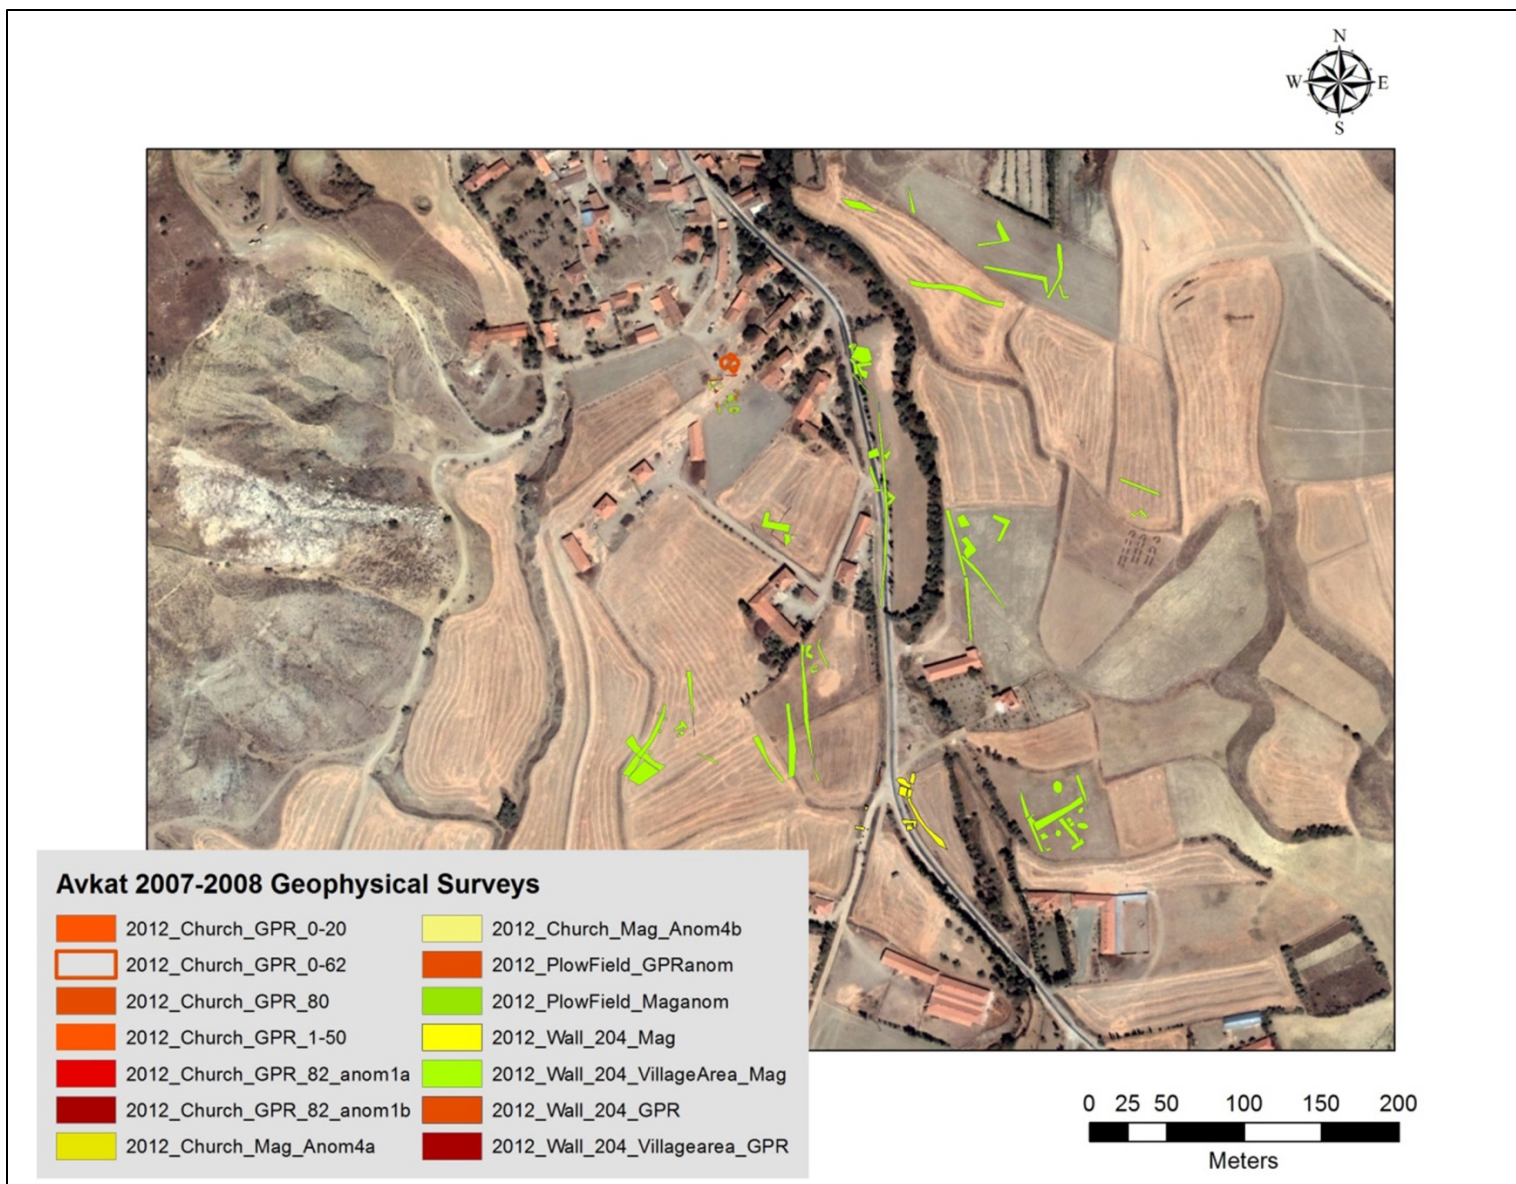 N
W E
S
Avkat 2007-2008 Geophysical Surveys
2012_Church_GPR_0-20
2012_Church_GPR_0-62
2012_Church_GPR_80
2012_Church_GPR_1-50
2012_Church_GPR_82_anom1a
2012_Church_GPR_82_anom1b
2012_Church_Mag_Anom4a
2012_Church_Mag_Anom4b
2012_PlowField_GPRanom
2012_PlowField_Maganom
2012_Wall_204_Mag
2012_Wall_204_VillageArea_Mag
2012_Wall_204_GPR
2012_Wall_204_Villagearea_GPR
0 25 50 100 150 200
Meters